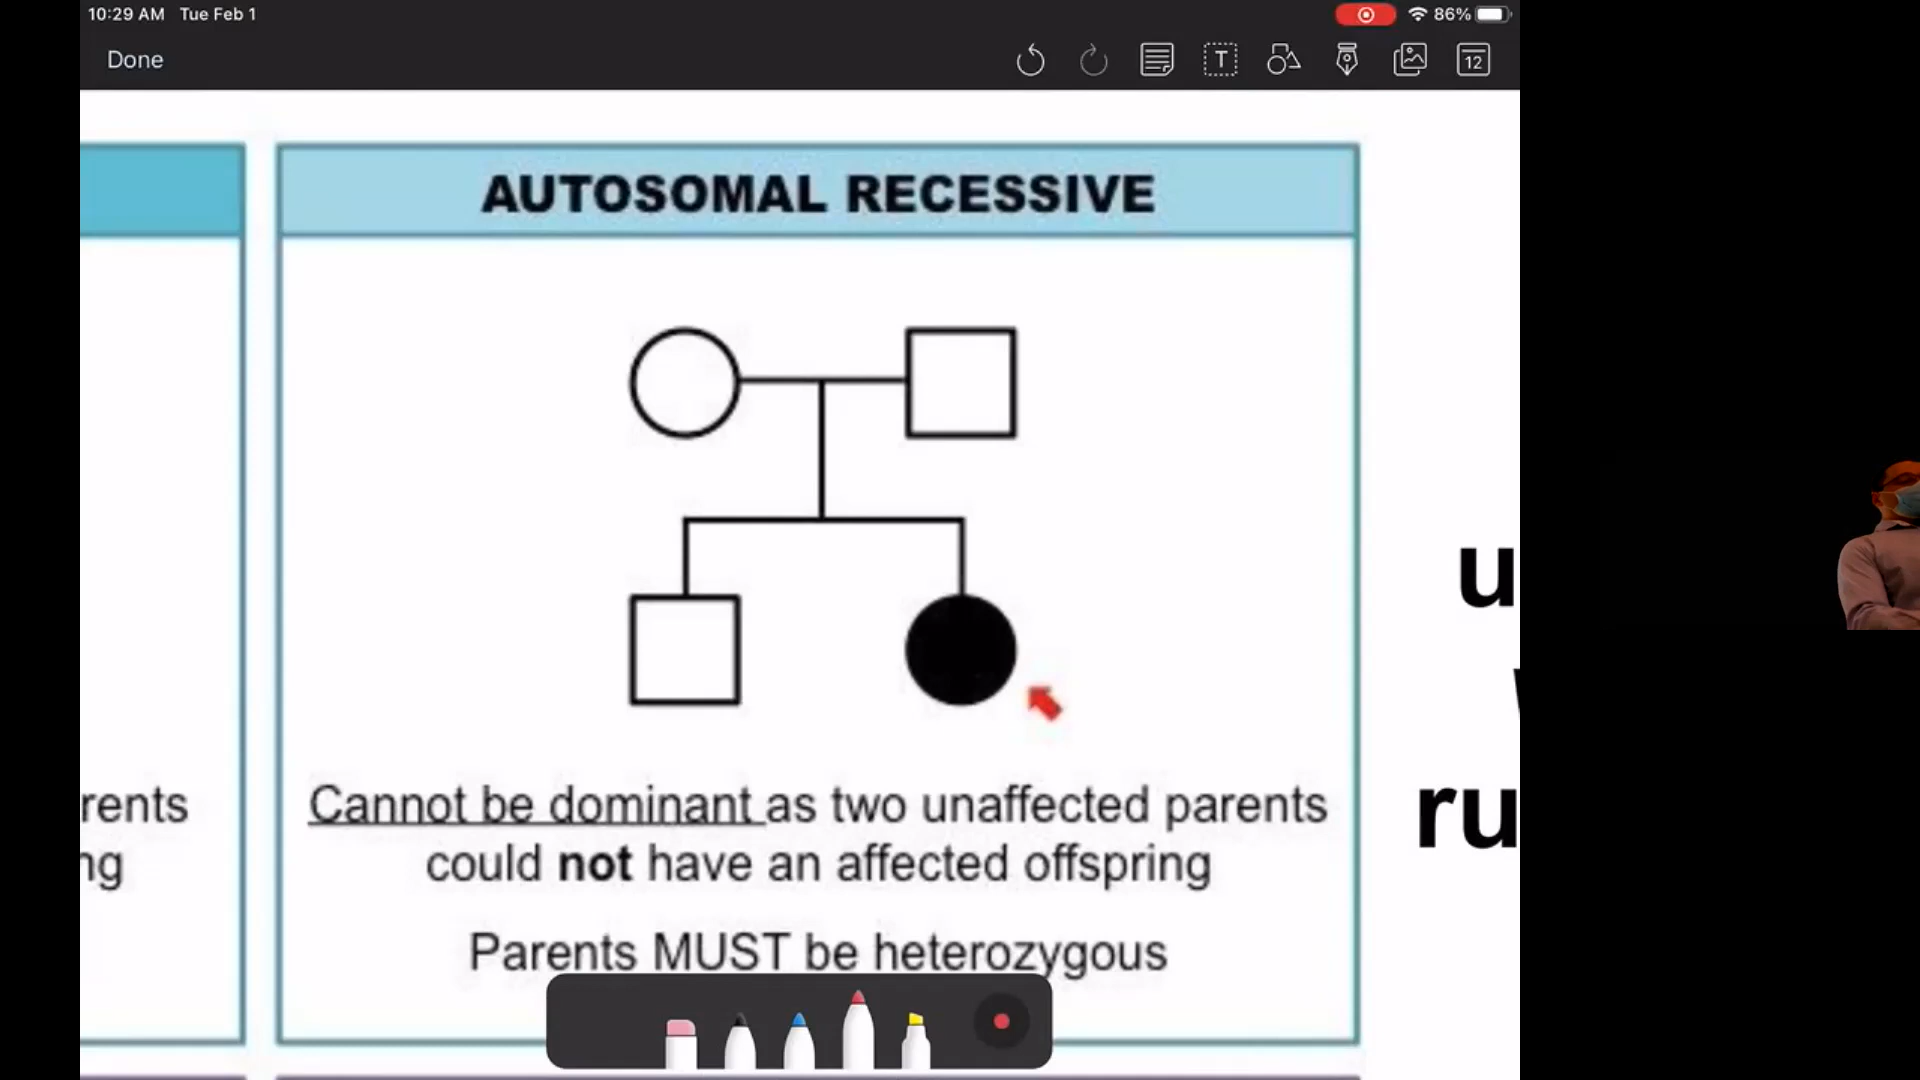 10:29 AM Tue Feb 1
86%
Done
T
12
AUTOSOMAL RECESSIVE
rents
ng
Cannot be dominant as two unaffected parents
could not have an affected offspring
Parents MUST be heterozygous
u
ru